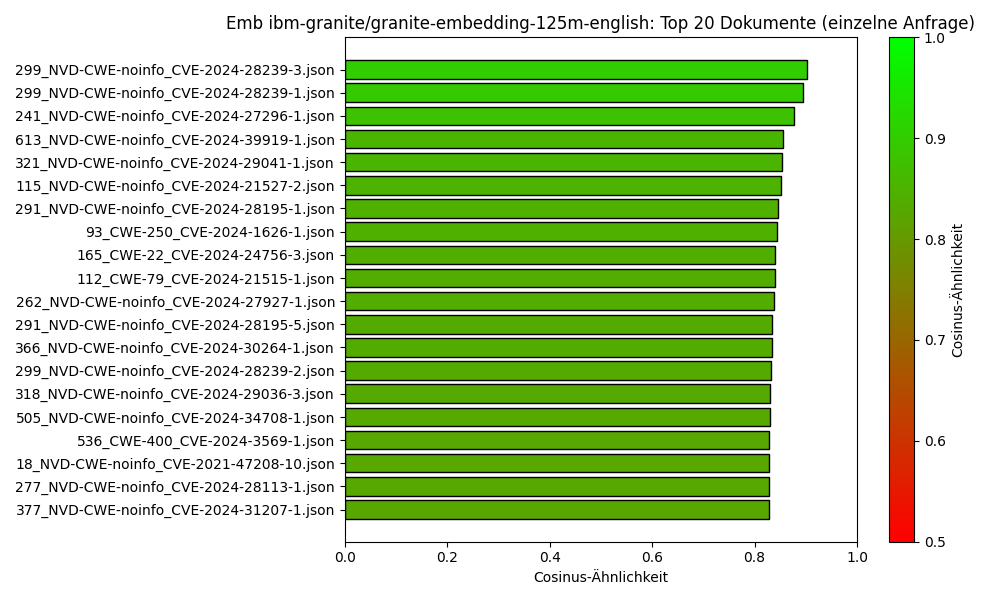 Emb ibm-granite/granite-embedding-125m-english: Top 20 Dokumente (einzelne Anfrage)
299_NVD-CWE-noinfo_CVE-2024-28239-3.json
299_NVD-CWE-noinfo_CVE-2024-28239-1.json
241_NVD-CWE-noinfo_CVE-2024-27296-1.json
613_NVD-CWE-noinfo_CVE-2024-39919-1.json
321_NVD-CWE-noinfo_CVE-2024-29041-1.json
115_NVD-CWE-noinfo_CVE-2024-21527-2.json
291_NVD-CWE-noinfo_CVE-2024-28195-1.json
93_CWE-250_CVE-2024-1626-1.json
165_CWE-22_CVE-2024-24756-3.json
112_CWE-79_CVE-2024-21515-1.json
262_NVD-CWE-noinfo_CVE-2024-27927-1.json
291_NVD-CWE-noinfo_CVE-2024-28195-5.json
366_NVD-CWE-noinfo_CVE-2024-30264-1.json
299_NVD-CWE-noinfo_CVE-2024-28239-2.json
318_NVD-CWE-noinfo_CVE-2024-29036-3.json
505_NVD-CWE-noinfo_CVE-2024-34708-1.json
536_CWE-400_CVE-2024-3569-1.json
18_NVD-CWE-noinfo_CVE-2021-47208-10.json
277_NVD-CWE-noinfo_CVE-2024-28113-1.json
377_NVD-CWE-noinfo_CVE-2024-31207-1.json
0.0 0.2 0.4 0.6 0.8 1.0
Cosinus-Ähnlichkeit
1.0
0.9
0.8
0.7
0.6
0.5
Cosinus-Ähnlichkeit